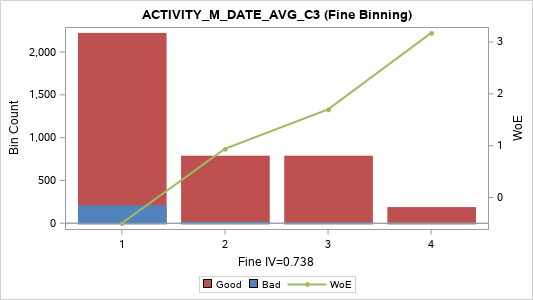 ACTIVITY_M_DATE_AVG_C3 (Fine Binning)
2,000
1,500
1,000
500
0
Bin Count
3
2
1
0
WoE
1
2
3
4
Fine IV=0.738
Good
Bad
WoE